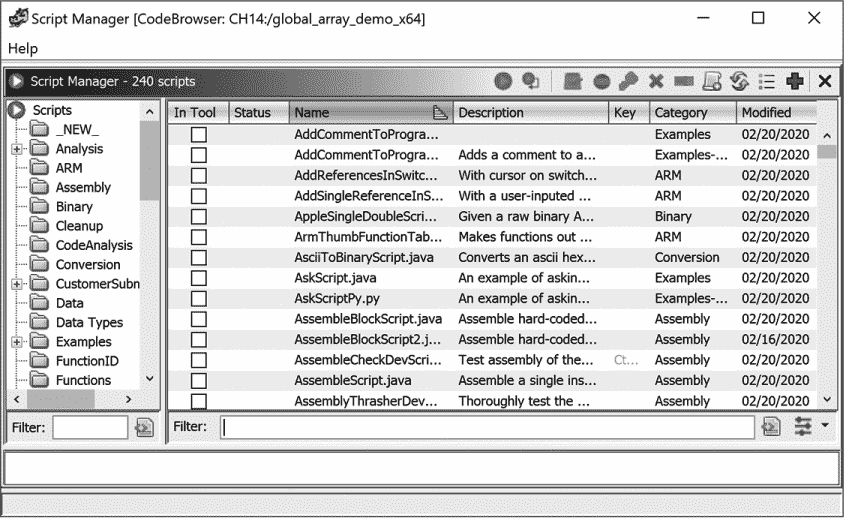 Script Manager [CodeBrowser: CH14:/global_array_demo_x64]
Help
Script Manager - 240 scripts
Scripts
_NEW_
Analysis
ARM
Assembly
Binary
Cleanup
CodeAnalysis
Conversion
CustomerSubn
Data
Data Types
Examples
FunctionID
Functions
Filter:
In Tool Status Name Description Key Category Modified
AddCommentToProgra... Examples 02/20/2020
AddCommentToProgra... Adds a comment to a... Examples-... 02/20/2020
AddReferencesInSwitc... With cursor on switch... ARM 02/20/2020
AddSingleReferenceInS... With a user-inputed ... ARM 02/20/2020
AppleSingleDoubleScri... Given a raw binary A... Binary 02/20/2020
ArmThumbFunctionTab... Makes functions out ... ARM 02/20/2020
AsciiToBinaryScript.java Converts an ascii hex... Conversion 02/20/2020
AskScript.java An example of askin... Examples 02/20/2020
AskScriptPy.py An example of askin... Examples-... 02/20/2020
AssembleBlockScript.java Assemble hard-coded... Assembly 02/20/2020
AssembleBlockScript2.j... Assemble hard-coded... Assembly 02/16/2020
AssembleCheckDevScri... Test assembly of the... Ct... Assembly 02/20/2020
AssembleScript.java Assemble a single ins... Assembly 02/20/2020
AssemblyThrasherDev... Thoroughly test the ... Assembly 02/20/2020
Filter: